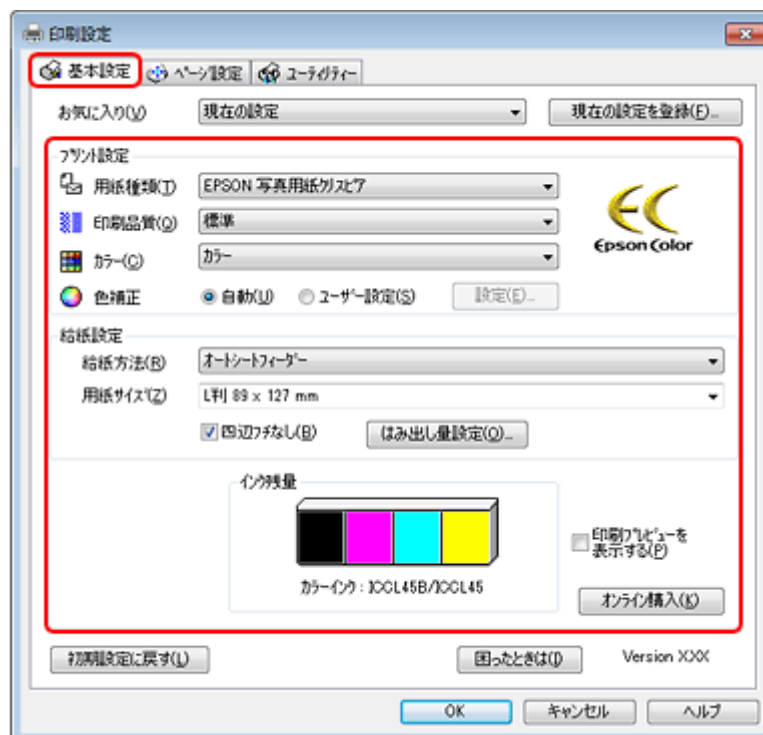 印刷設定
基本設定 ページ設定 ユーティリティー
お気に入り(V) 現在の設定 現在の設定を登録(F)...
プリント設定
用紙種類(T) EPSON 写真用紙クリスピア
印刷品質(Q) 標準
カラー(C) カラー
EC
Epson Color
色補正 自動(U) ユーザー設定(S) 設定(E)...
給紙設定
給紙方法(R) オートシートフィーダー
用紙サイズ(Z) L判 89 x 127 mm
四辺フチなし(B) はみ出し量設定(O)...
インク残量
カラーインク : ICCL45B/ICCL45
印刷プレビューを
表示する(P)
オンライン購入(K)
初期設定に戻す(L) 困ったときは(I) Version XXX
OK キャンセル ヘルプ